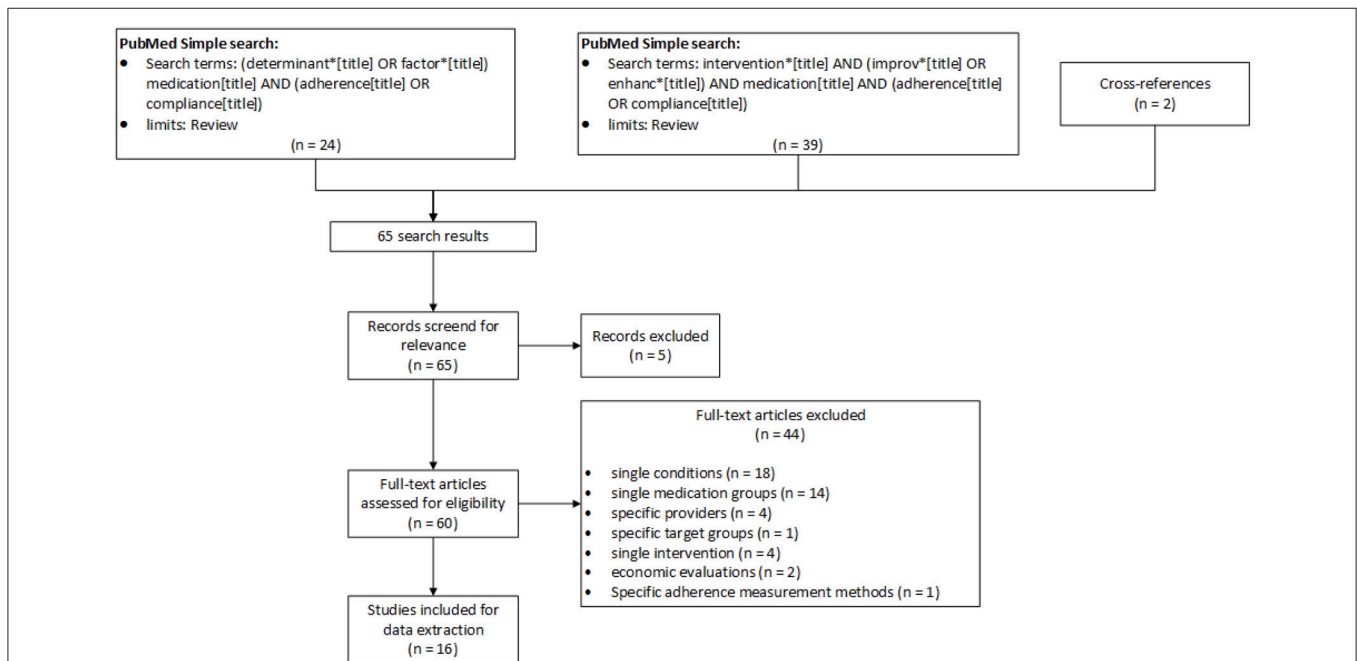 PubMed Simple search:
● Search terms: (determinant*[title] OR factor*[title])
medication[title] AND (adherence[title] OR
compliance[title])
● limits: Review
(n = 24)
PubMed Simple search:
● Search terms: intervention*[title] AND (improv*[title] OR
enhanc*[title]) AND medication[title] AND (adherence[title]
OR compliance[title])
● limits: Review
(n = 39)
Cross-references
(n = 2)
65 search results
Records screend for
relevance
(n = 65)
Records excluded
(n = 5)
Full-text articles
assessed for eligibility
(n = 60)
Full-text articles excluded
(n = 44)
• single conditions (n = 18)
• single medication groups (n = 14)
• specific providers (n = 4)
• specific target groups (n = 1)
• single intervention (n = 4)
• economic evaluations (n = 2)
• Specific adherence measurement methods (n = 1)
Studies included for
data extraction
(n = 16)